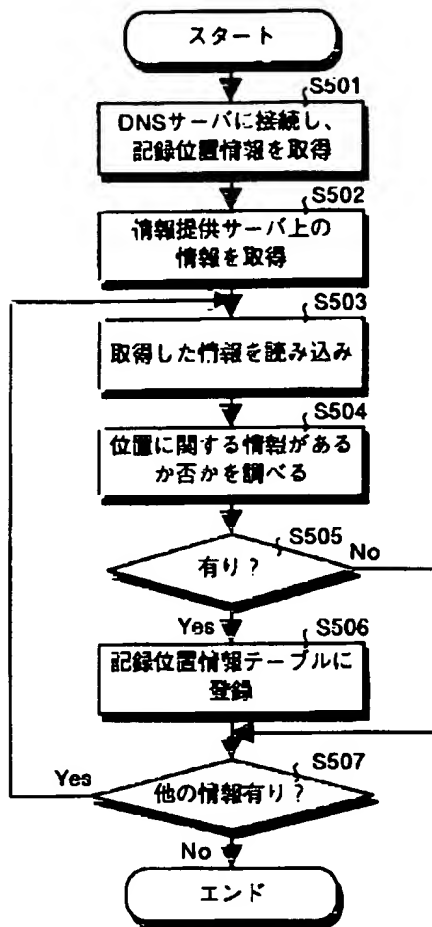 スタート
S501
DNSサーバに接続し、
記録位置情報を取得
S502
情報提供サーバ上の
情報を取得
S503
取得した情報を読み込み
S504
位置に関する情報がある
か否かを調べる
S505
有り?
No
Yes
S506
記録位置情報テーブルに
登録
S507
Yes
他の情報有り?
No
エンド